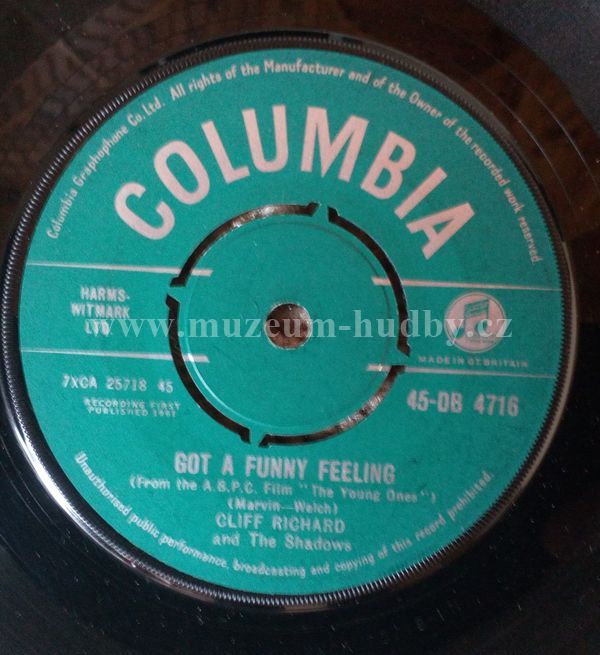 Columbia Graphophone Co. Ltd. All rights of the Manufacturer and of the Owner of the recorded work reserved
COLUMBIA
HARMS-
WITMARK
LTD
www.muzeum-hudby.cz
MADE IN GT. BRITAIN
7XCA 25718 45
45-DB 4716
RECORDING FIRST
PUBLISHED 1961
GOT A FUNNY FEELING
(From the A.B.P.C. Film "The Young Ones")
(Marvin—Welch)
CLIFF RICHARD
and The Shadows
Unauthorised public performance, broadcasting and copying of this record prohibited.